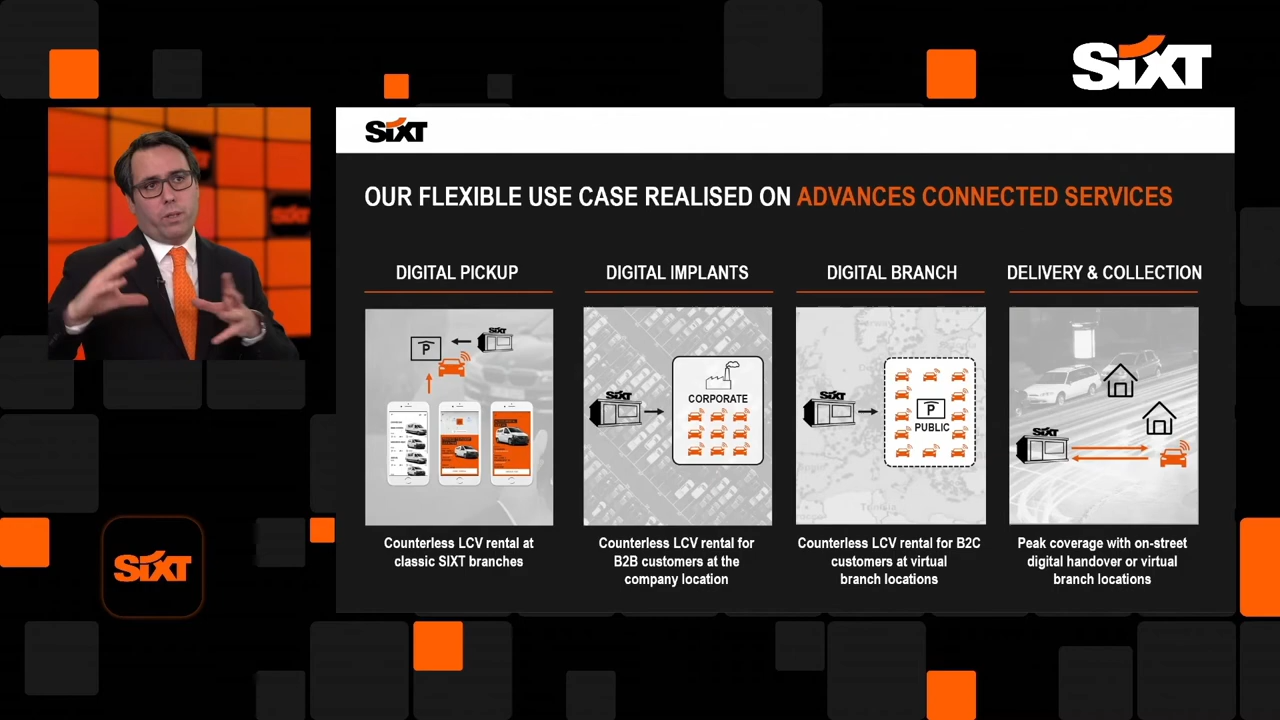 SIXT
SIXT
OUR FLEXIBLE USE CASE REALISED ON ADVANCES CONNECTED SERVICES
DIGITAL PICKUP
SIXT
P
Counterless LCV rental at
classic SIXT branches
DIGITAL IMPLANTS
SIXT
CORPORATE
Counterless LCV rental for
B2B customers at the
company location
DIGITAL BRANCH
SIXT
P
PUBLIC
Counterless LCV rental for B2C
customers at virtual
branch locations
DELIVERY & COLLECTION
SIXT
Peak coverage with on-street
digital handover or virtual
branch locations
SIXT
SIXT